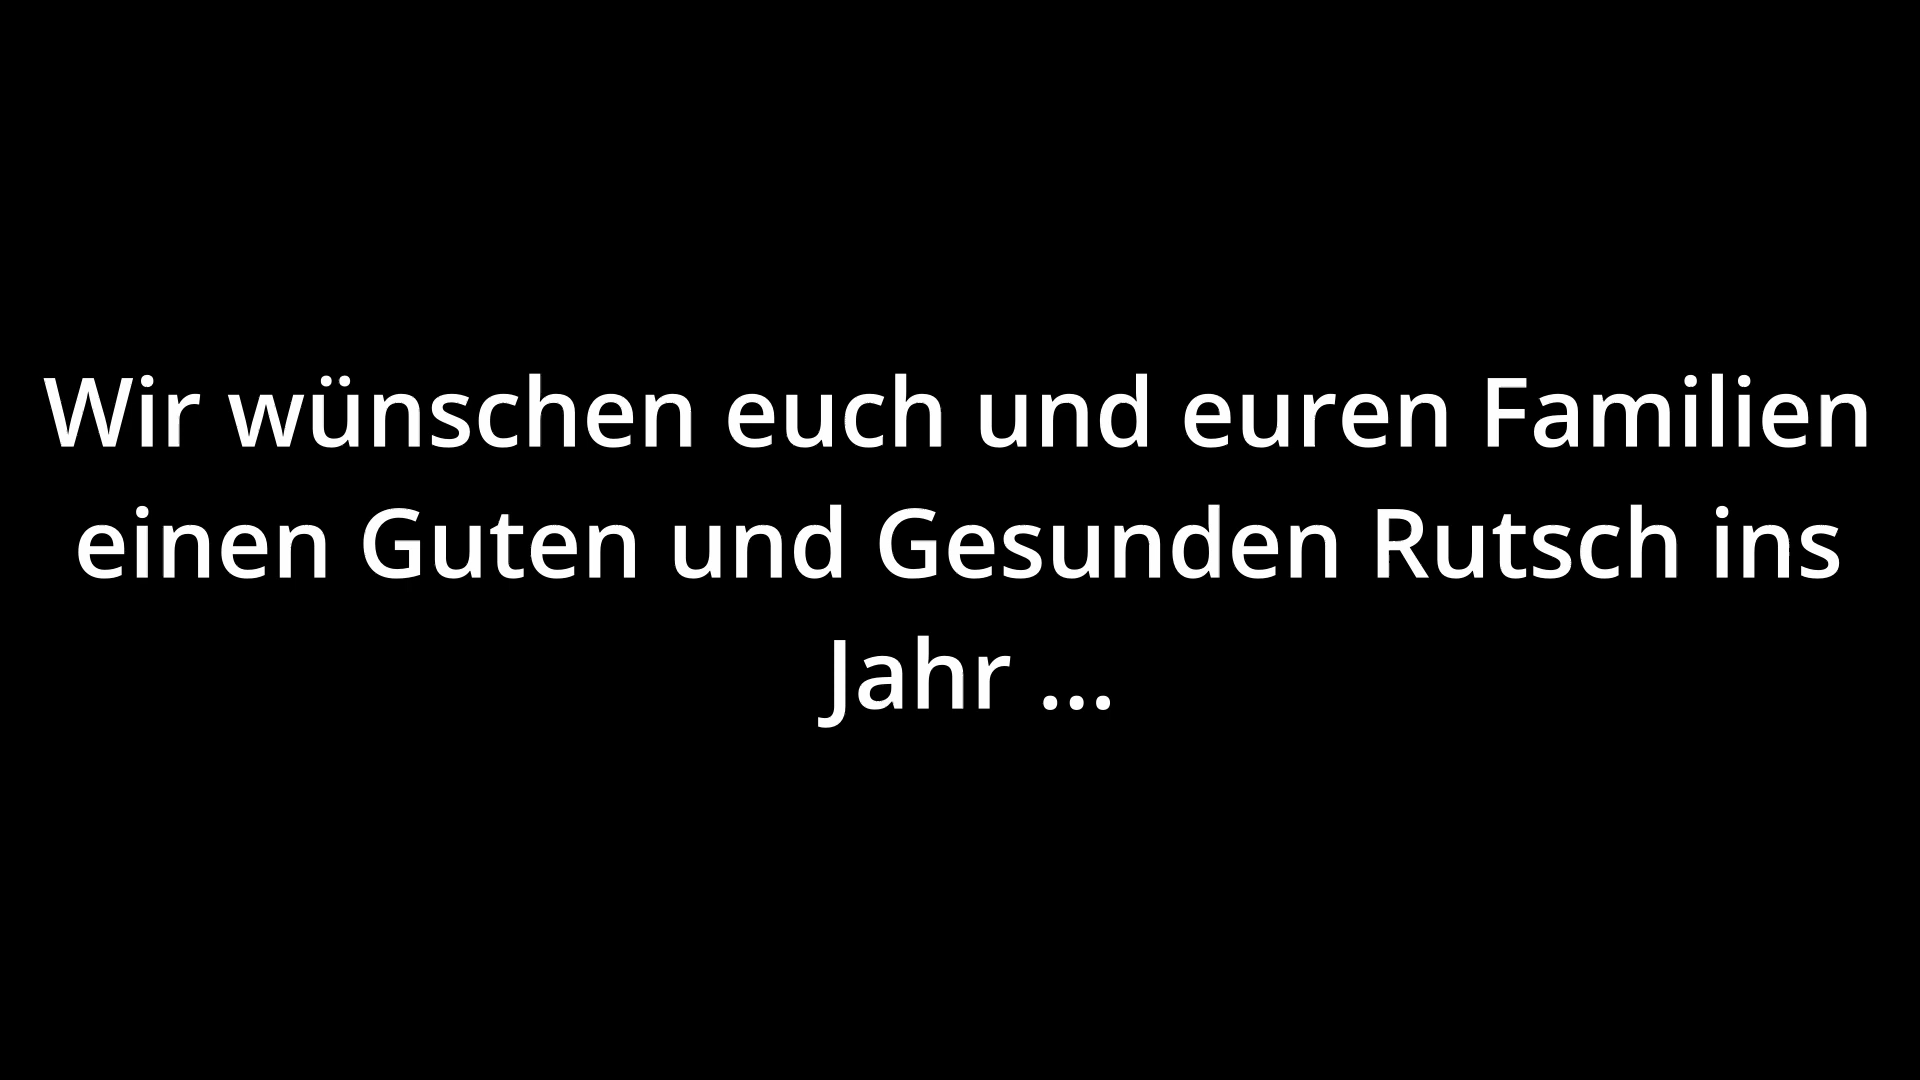 Wir wünschen euch und euren Familien
einen Guten und Gesunden Rutsch ins
Jahr ...